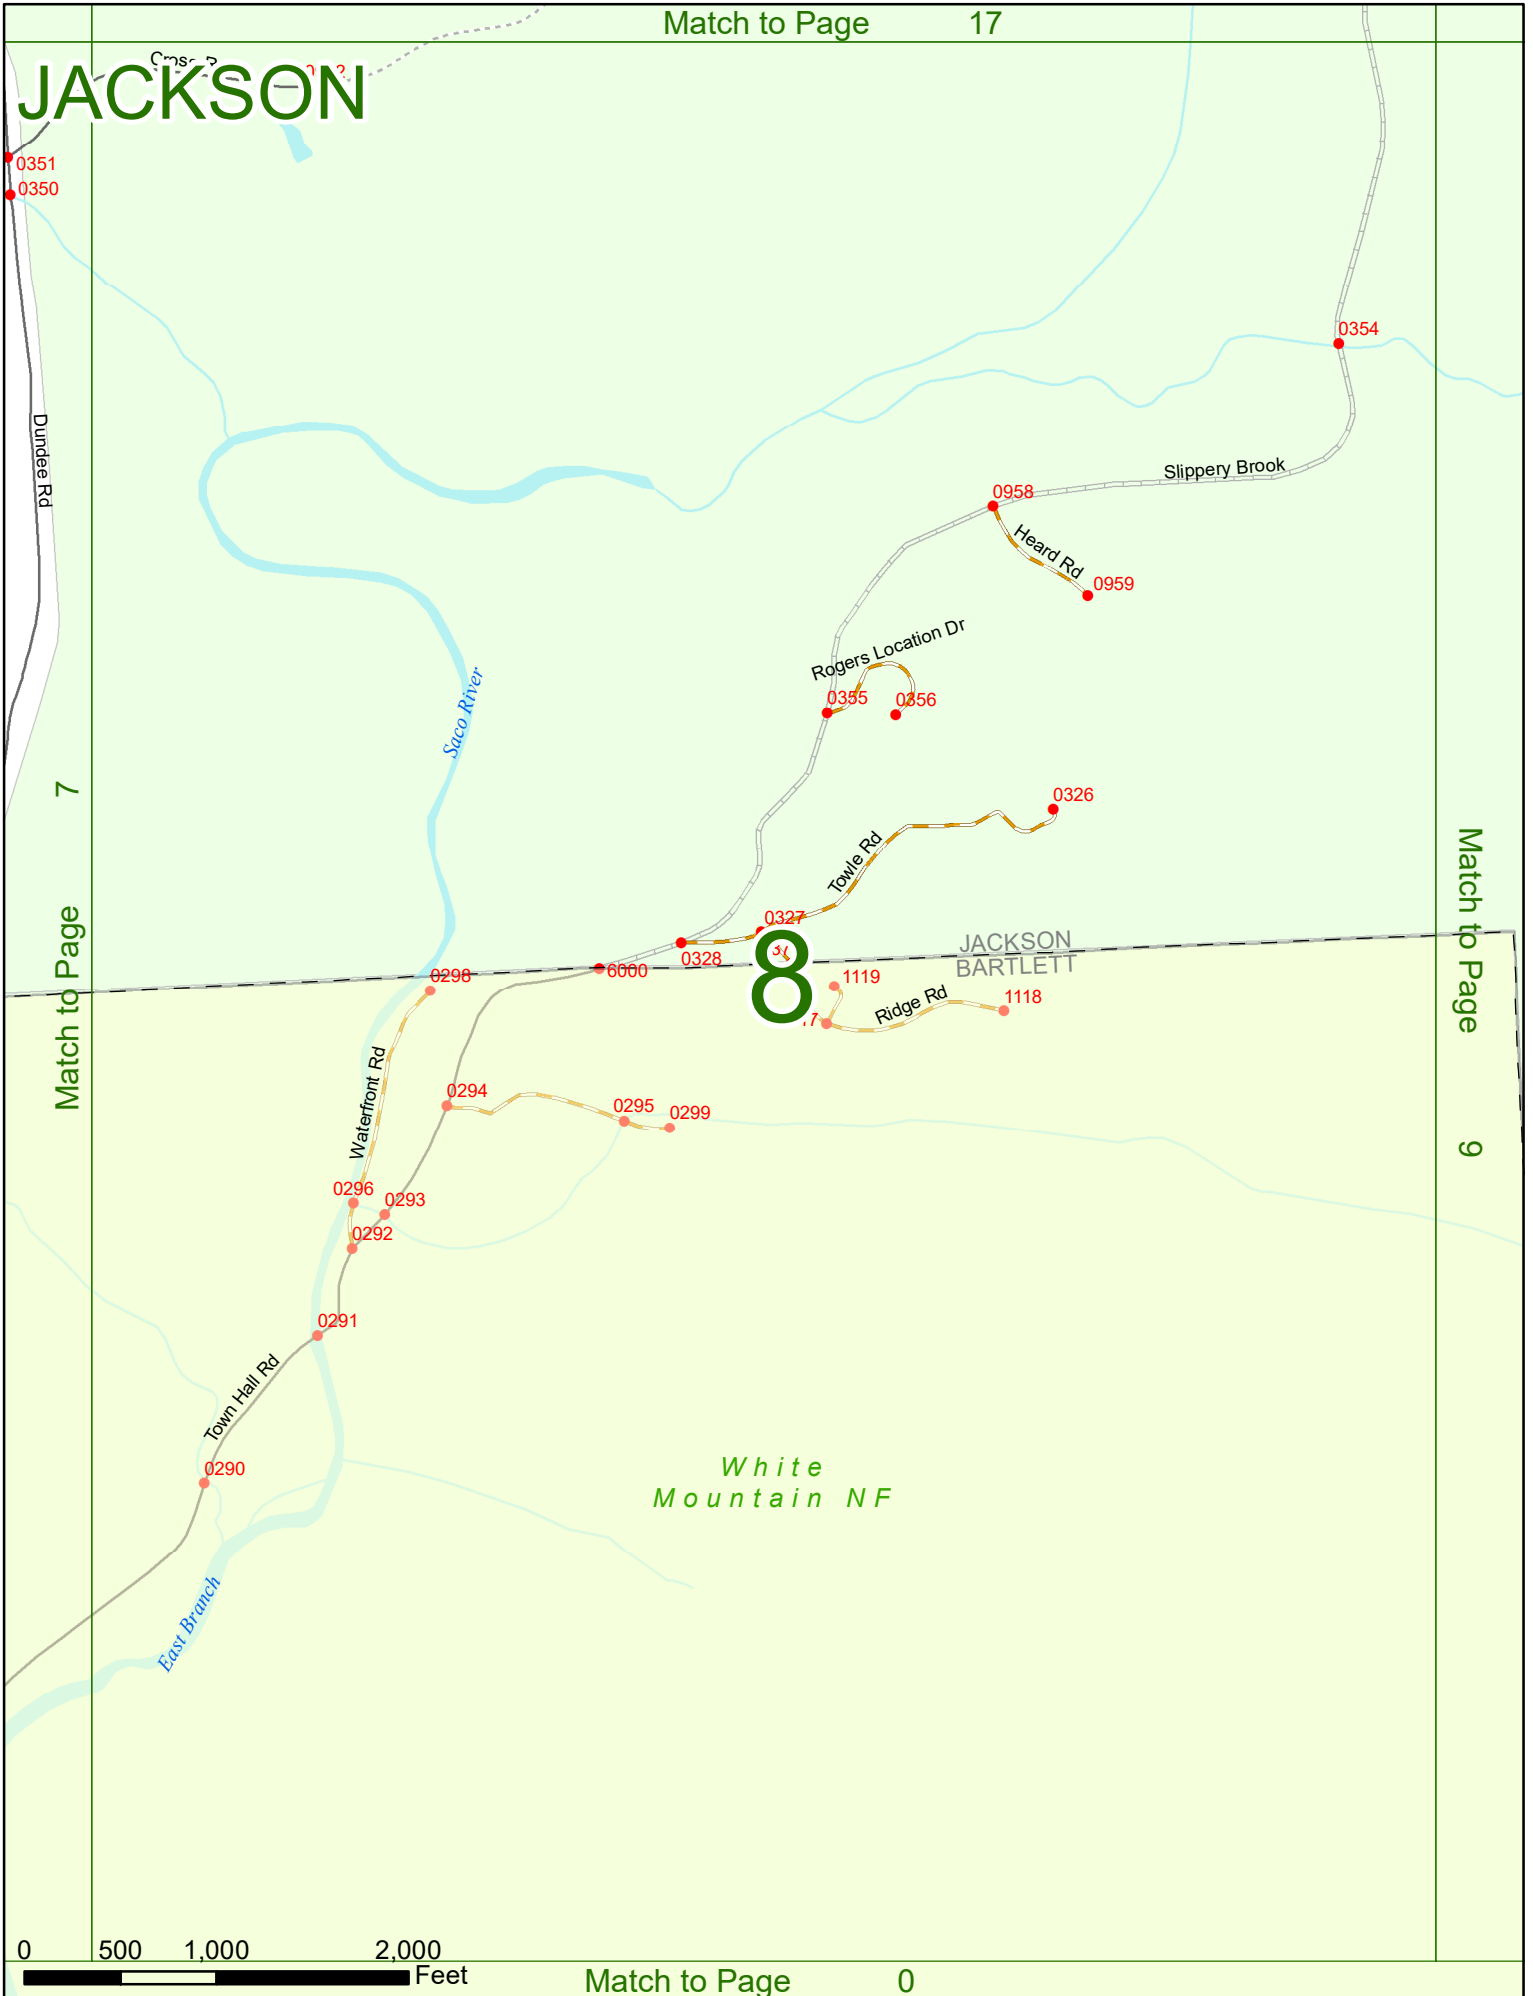 Match to Page 17
JACKSON
0351
0350
Dundee Rd
0354
Slippery Brook
0958
Heard Rd
0959
Rogers Location Dr
0355
0356
Saco River
7
Match to Page
0326
Towle Rd
0327
0328
8
JACKSON
BARTLETT
Match to Page
9
6000
0298
1119
1118
Ridge Rd
17
Waterfront Rd
0294
0295
0299
0296
0293
0292
0291
Town Hall Rd
0290
White
Mountain NF
East Branch
0 500 1,000 2,000
Feet
Match to Page 0